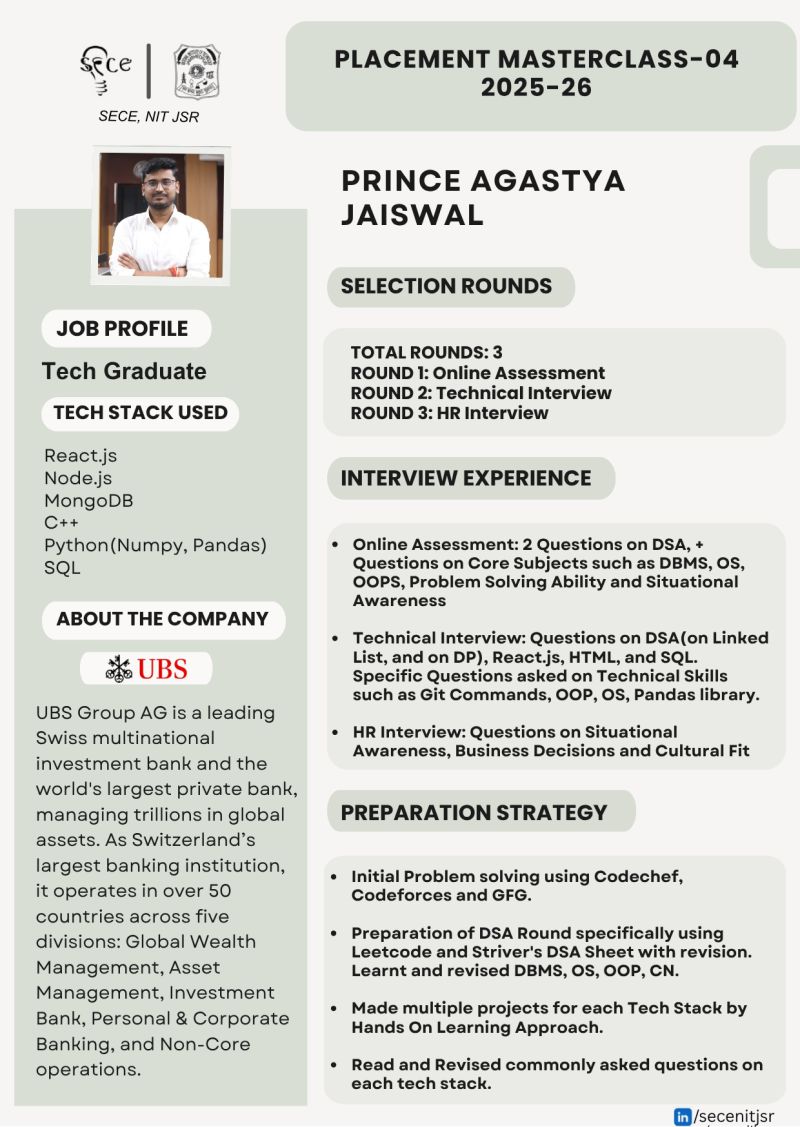 sece
SECE, NIT JSR
PLACEMENT MASTERCLASS-04
2025-26
PRINCE AGASTYA
JAISWAL
JOB PROFILE
Tech Graduate
TECH STACK USED
React.js
Node.js
MongoDB
C++
Python(Numpy, Pandas)
SQL
ABOUT THE COMPANY
UBS
UBS Group AG is a leading
Swiss multinational
investment bank and the
world's largest private bank,
managing trillions in global
assets. As Switzerland’s
largest banking institution,
it operates in over 50
countries across five
divisions: Global Wealth
Management, Asset
Management, Investment
Bank, Personal & Corporate
Banking, and Non-Core
operations.
SELECTION ROUNDS
TOTAL ROUNDS: 3
ROUND 1: Online Assessment
ROUND 2: Technical Interview
ROUND 3: HR Interview
INTERVIEW EXPERIENCE
• Online Assessment: 2 Questions on DSA, +
Questions on Core Subjects such as DBMS, OS,
OOPS, Problem Solving Ability and Situational
Awareness
• Technical Interview: Questions on DSA(on Linked
List, and on DP), React.js, HTML, and SQL.
Specific Questions asked on Technical Skills
such as Git Commands, OOP, OS, Pandas library.
• HR Interview: Questions on Situational
Awareness, Business Decisions and Cultural Fit
PREPARATION STRATEGY
• Initial Problem solving using Codechef,
Codeforces and GFG.
• Preparation of DSA Round specifically using
Leetcode and Striver's DSA Sheet with revision.
Learnt and revised DBMS, OS, OOP, CN.
• Made multiple projects for each Tech Stack by
Hands On Learning Approach.
• Read and Revised commonly asked questions on
each tech stack.
in/secenitjsr